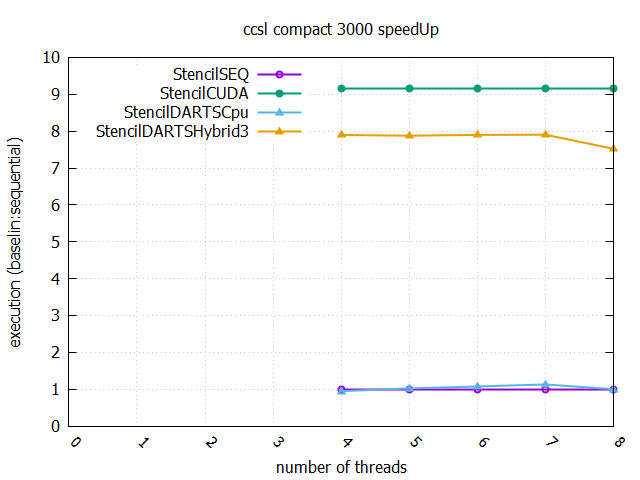 ccsl compact 3000 speedUp
10
9
8
7
6
5
4
3
2
1
0
execution (baselin:sequential)
StencilSEQ
StencilCUDA
StencilDARTSCpu
StencilDARTSHybrid3
0
1
2
3
4
5
6
7
8
number of threads